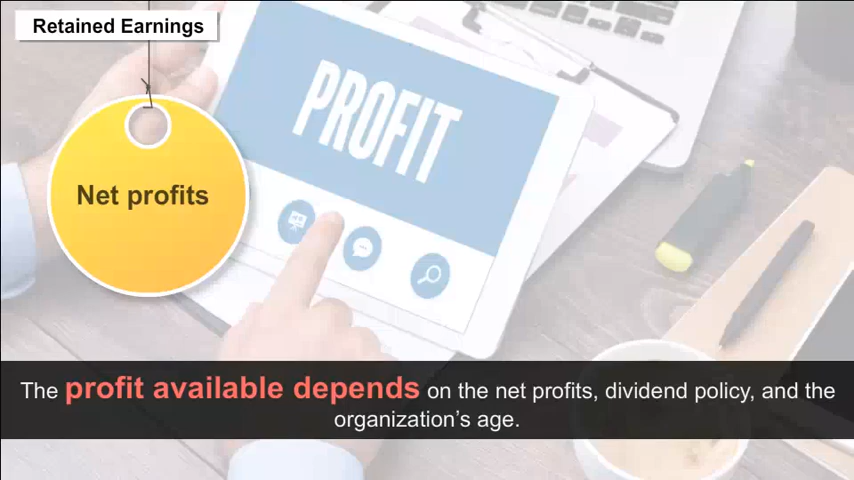 Retained Earnings
PROFIT
Net profits
The profit available depends on the net profits, dividend policy, and the
organization's age.